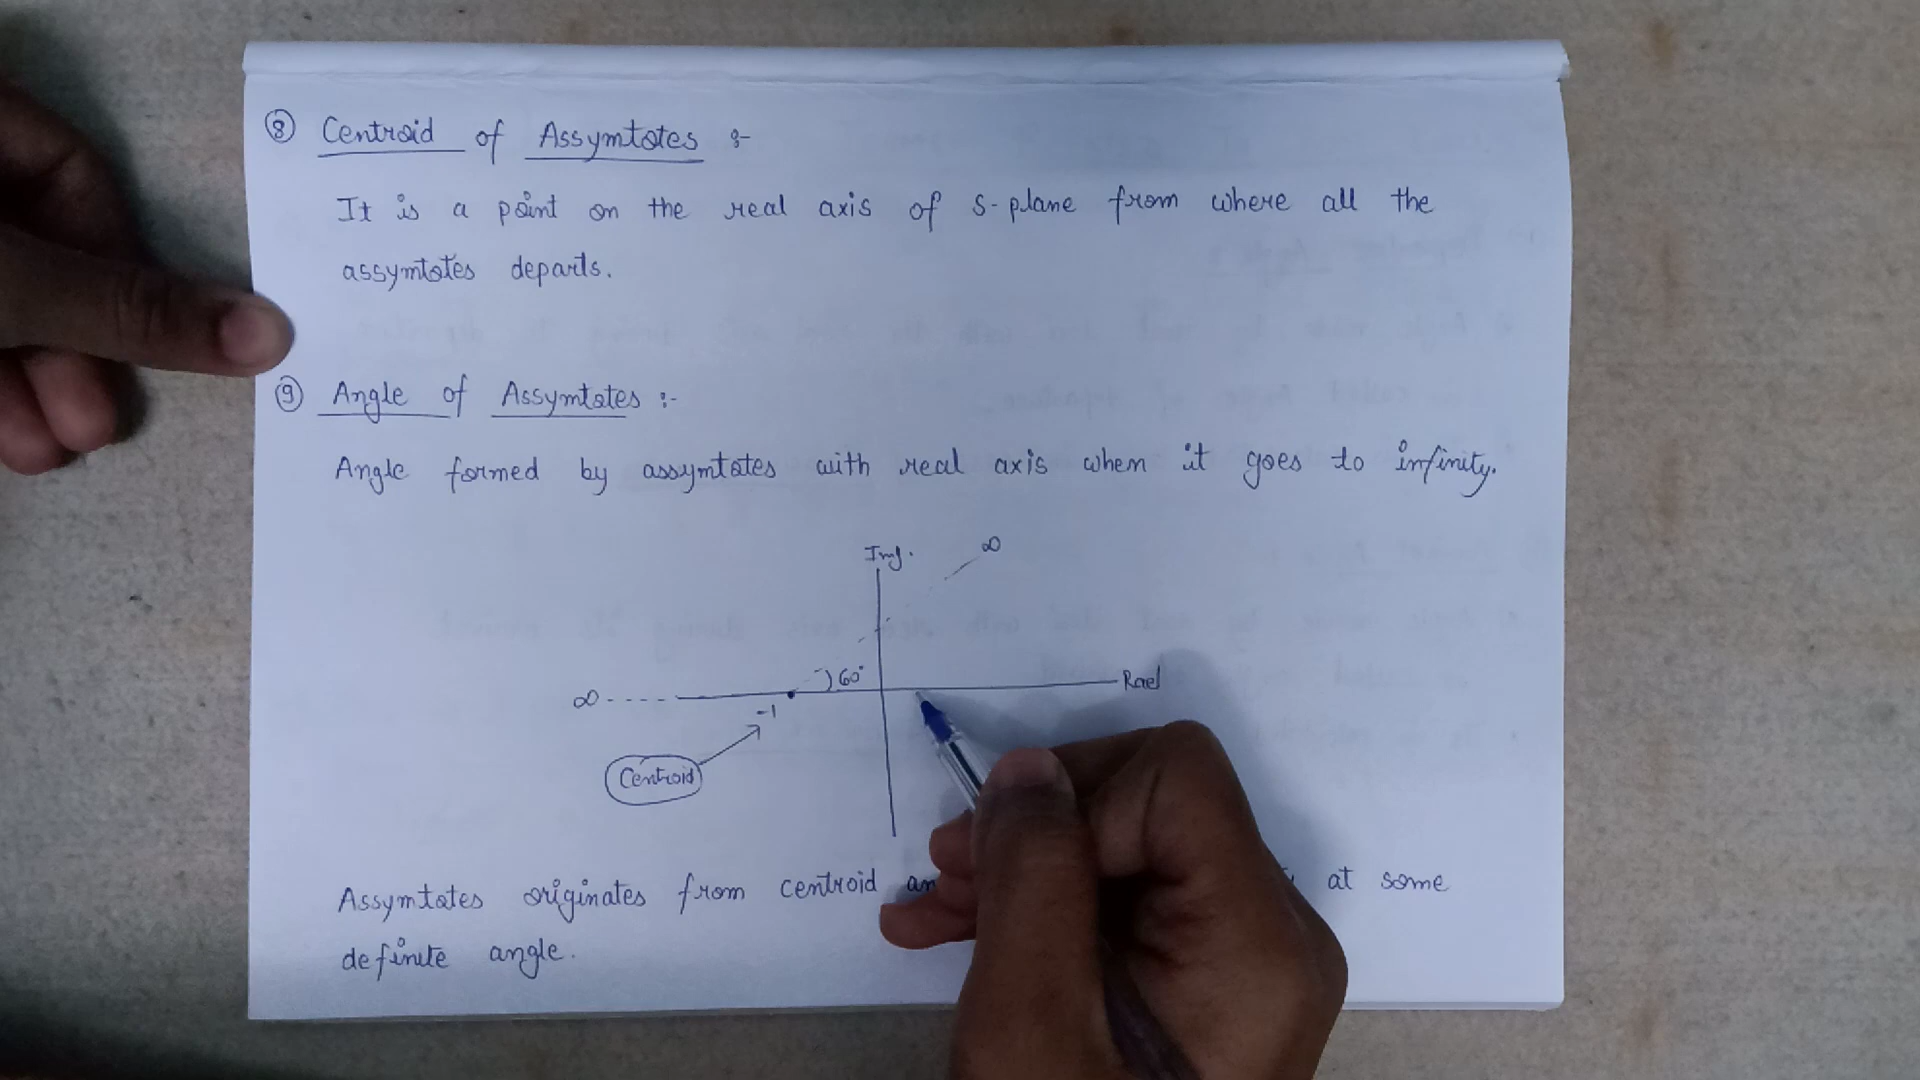 8 Centroid of Assymtotes :-
It is a point on the real axis of s-plane from where all the
assymtotes departs.
9 Angle of Assymtotes :-
Angle formed by assymtotes with real axis when it goes to infinity.
Img. ∞
60°
∞ Rael
-1
Centroid
Assymtotes originates from centroid an at some
definite angle.